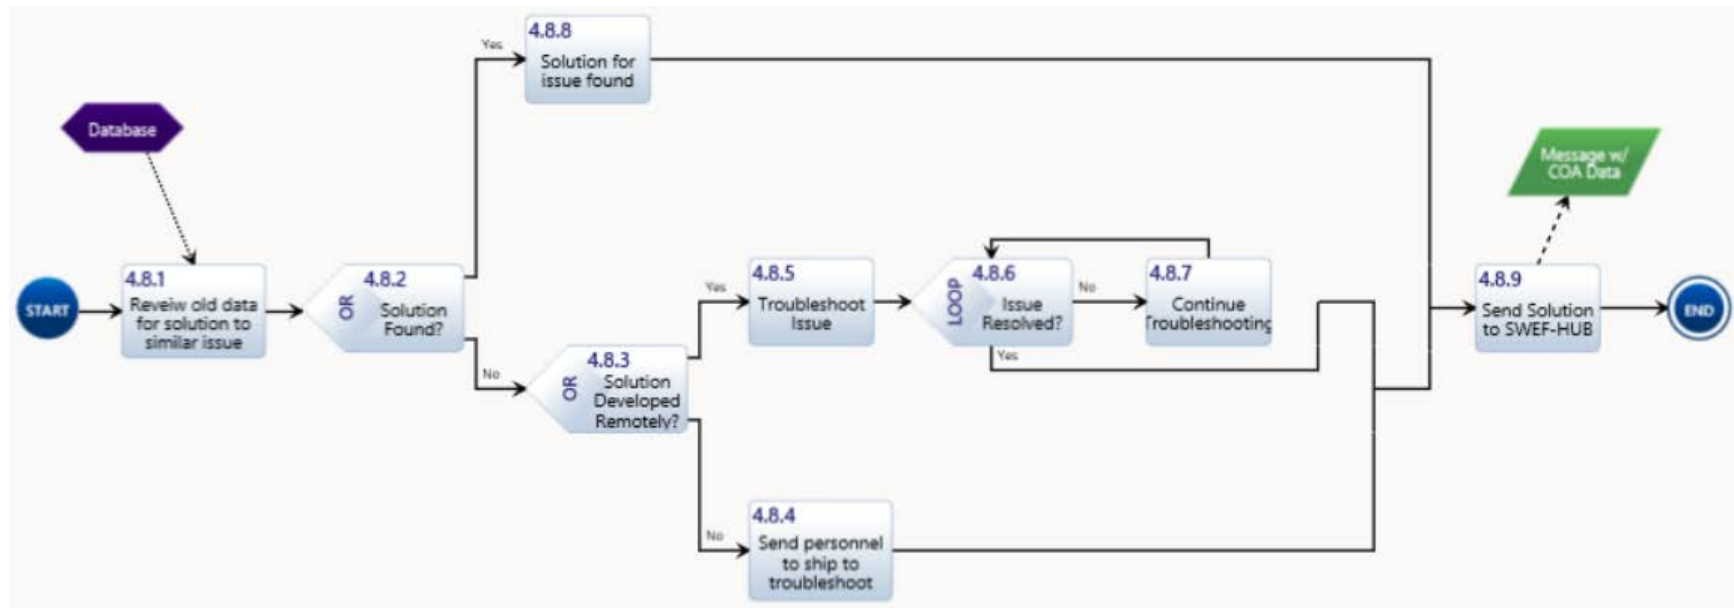 4.8.8
Yes
Solution for
issue found
Database
Message w/
COA Data
4.8.1
Reveiw old data
for solution to
similar issue
START
4.8.2
OR
Solution
Found?
4.8.5
Yes
Troubleshoot
Issue
4.8.6
LOOP
Issue
Resolved?
No
Yes
4.8.7
Continue
Troubleshooting
4.8.9
Send Solution
to SWEF-HUB
END
No
4.8.3
OR
Solution
Developed
Remotely?
4.8.4
No
Send personnel
to ship to
troubleshoot